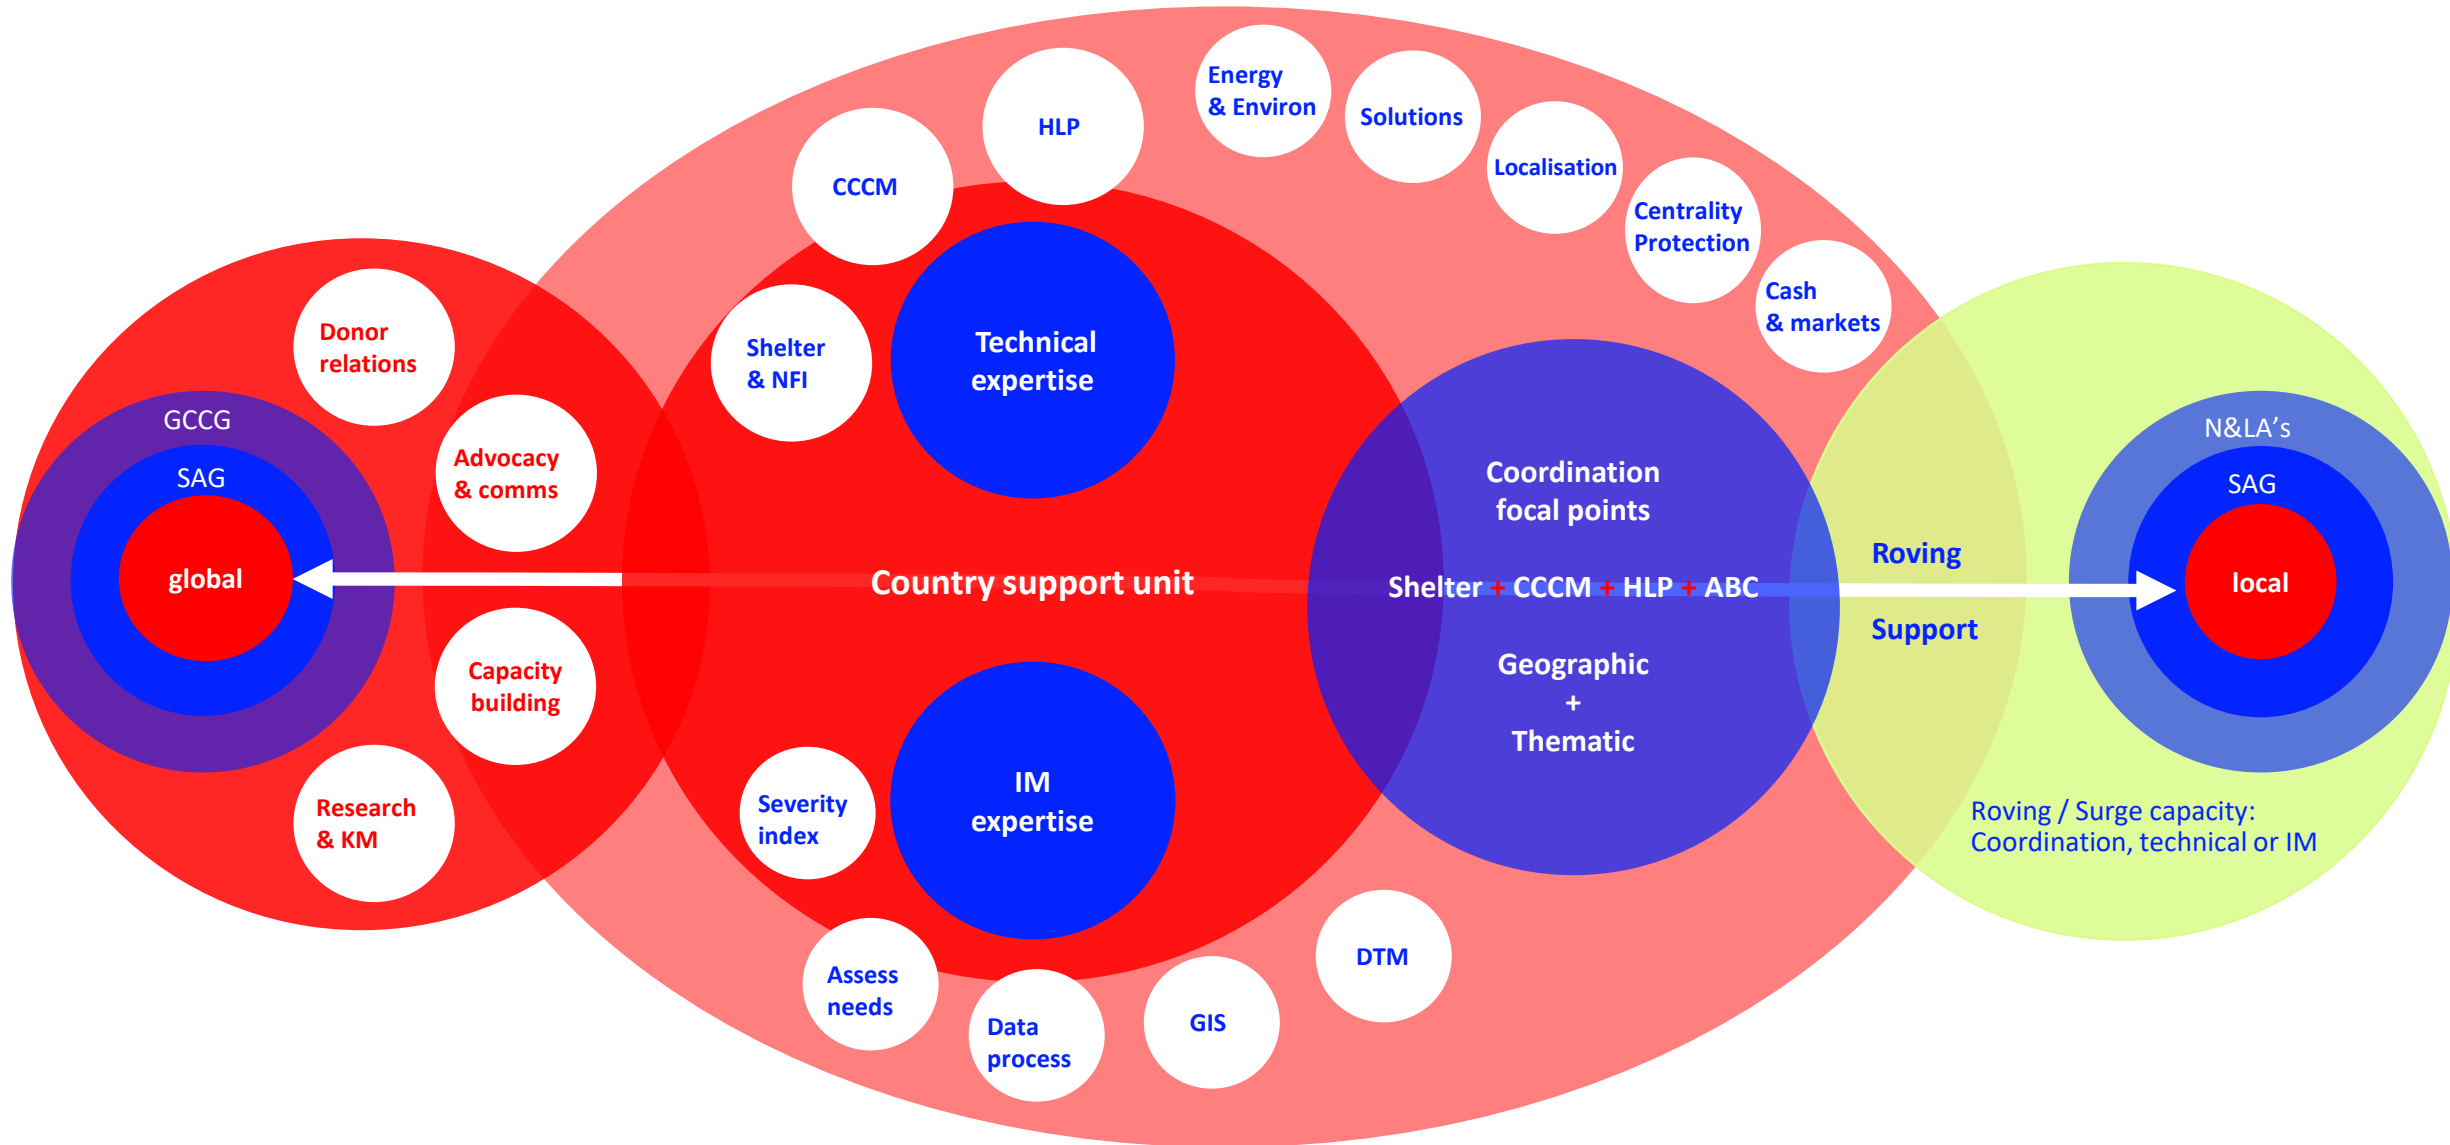 Energy
& Environ
HLP
Solutions
Localisation
CCCM
Centrality
Protection
Cash
& markets
Donor
relations
Shelter
& NFI
Technical
expertise
GCCG
SAG
Advocacy
& comms
Coordination
focal points
N&LA's
SAG
global
Country support unit
Shelter + CCCM + HLP + ABC
Roving
Support
local
Capacity
building
Geographic
+
Thematic
Research
& KM
Severity
index
IM
expertise
Roving / Surge capacity:
Coordination, technical or IM
Assess
needs
Data
process
GIS
DTM